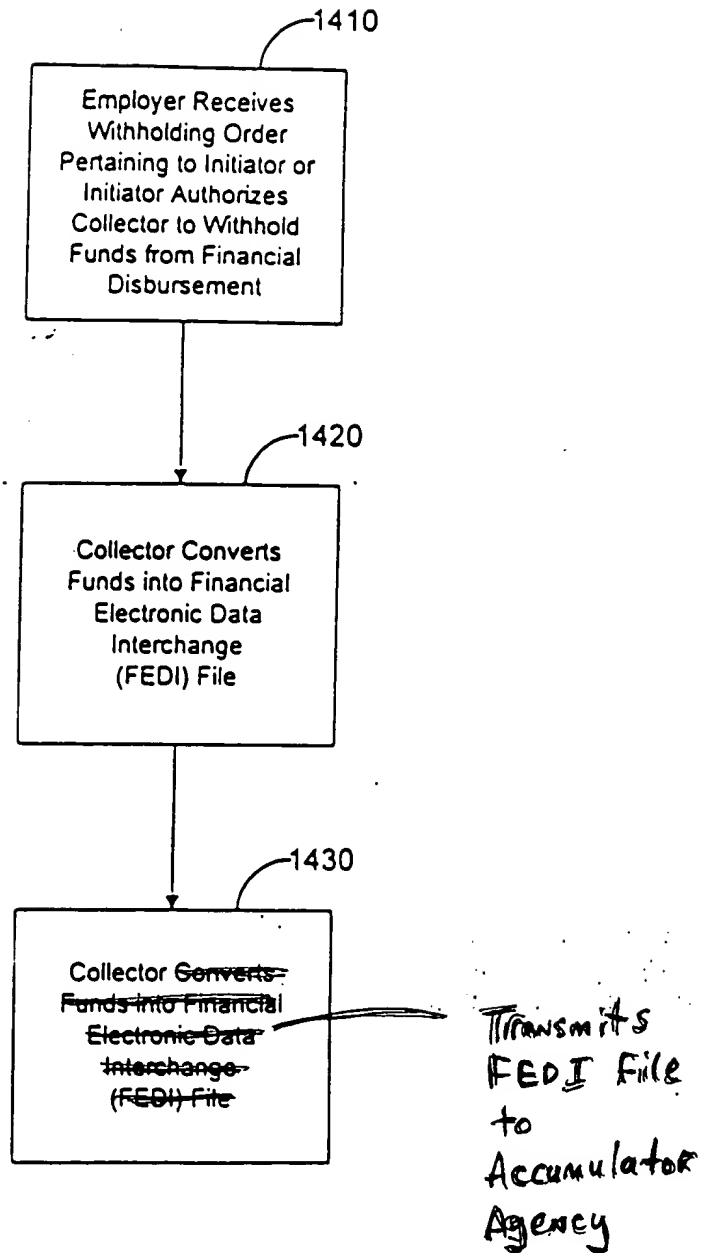 1410
Employer Receives
Withholding Order
Pertaining to Initiator or
Initiator Authorizes
Collector to Withhold
Funds from Financial
Disbursement
1420
Collector Converts
Funds into Financial
Electronic Data
Interchange
(FEDI) File
1430
Collector Converts
Funds into Financial
Electronic Data
Interchange
(FEDI) File
Transmits
FEDI File
to
Accumulator
Agency